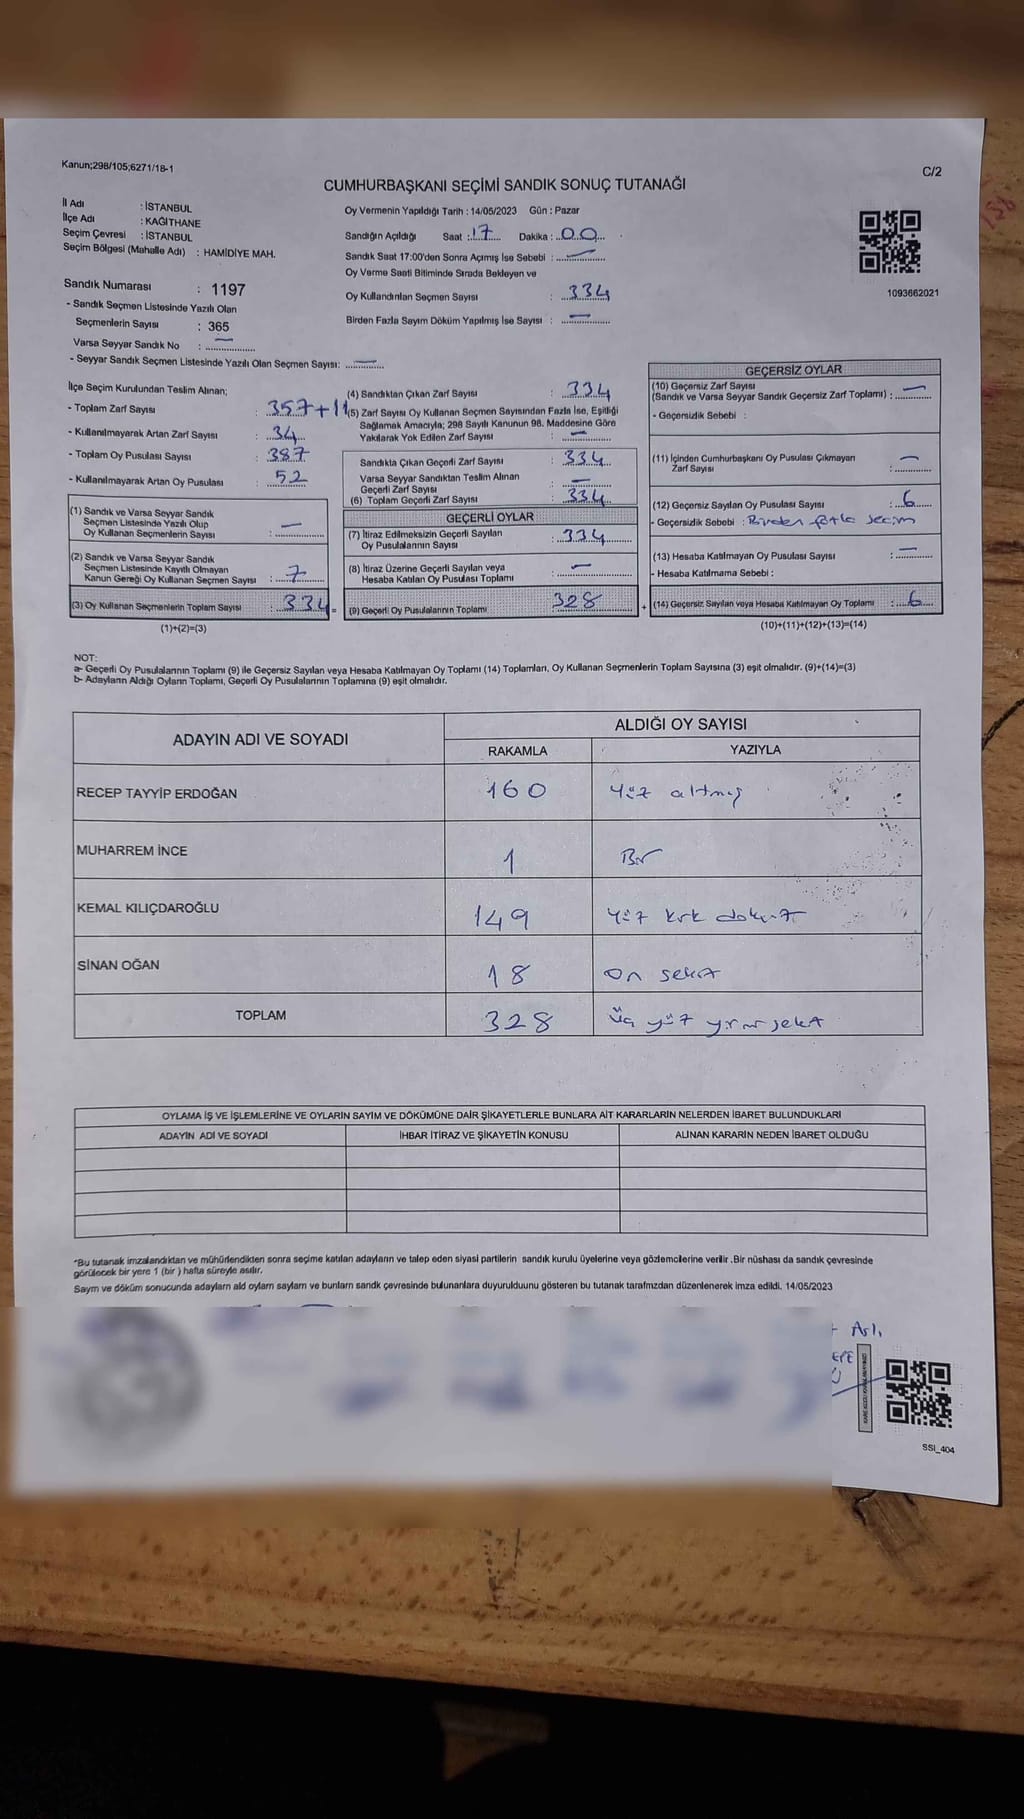 Kanun;298/105;6271/18-1
C/2
CUMHURBAŞKANI SEÇİMİ SANDIK SONUÇ TUTANAĞI
İl Adı : İSTANBUL
İlçe Adı : KAĞITHANE
Seçim Çevresi : İSTANBUL
Seçim Bölgesi (Mahalle Adı) : HAMİDİYE MAH.
Oy Vermenin Yapıldığı Tarih : 14/05/2023 Gün : Pazar
Sandığın Açıldığı Saat : 17 Dakika : 00
Sandık Saat 17:00'den Sonra Açımış İse Sebebi : —
Oy Verme Saati Bitiminde Sırada Bekleyen ve
Oy Kullandırılan Seçmen Sayısı : 334
Birden Fazla Sayım Döküm Yapılmış İse Sayısı : —
1093662021
Sandık Numarası : 1197
- Sandık Seçmen Listesinde Yazılı Olan
Seçmenlerin Sayısı : 365
Varsa Seyyar Sandık No : —
- Seyyar Sandık Seçmen Listesinde Yazılı Olan Seçmen Sayısı: —
İlçe Seçim Kurulundan Teslim Alınan;
- Toplam Zarf Sayısı : 357+11
- Kullanılmayarak Artan Zarf Sayısı : 34
- Toplam Oy Pusulası Sayısı : 387
- Kullanılmayarak Artan Oy Pusulası : 52
(1) Sandık ve Varsa Seyyar Sandık
Seçmen Listesinde Yazılı Olup
Oy Kullanan Seçmenlerin Sayısı : —
(2) Sandık ve Varsa Seyyar Sandık
Seçmen Listesinde Kayıtlı Olmayan
Kanun Gereği Oy Kullanan Seçmen Sayısı : 7
(3) Oy Kullanan Seçmenlerin Toplam Sayısı : 334 =
(1)+(2)=(3)
(4) Sandıktan Çıkan Zarf Sayısı : 334
(5) Zarf Sayısı Oy Kullanan Seçmen Sayısından Fazla İse, Eşitliği
Sağlamak Amacıyla; 298 Sayılı Kanunun 98. Maddesine Göre
Yakılarak Yok Edilen Zarf Sayısı : —
Sandıkta Çıkan Geçerli Zarf Sayısı : 334
Varsa Seyyar Sandıktan Teslim Alınan
Geçerli Zarf Sayısı : —
(6) Toplam Geçerli Zarf Sayısı : 334
GEÇERLİ OYLAR
(7) İtiraz Edilmeksizin Geçerli Sayılan
Oy Pusulalarının Sayısı : 334
(8) İtiraz Üzerine Geçerli Sayılan veya
Hesaba Katılan Oy Pusulası Toplamı : —
(9) Geçerli Oy Pusulalarının Toplamı 328 +
GEÇERSİZ OYLAR
(10) Geçersiz Zarf Sayısı
(Sandık ve Varsa Seyyar Sandık Geçersiz Zarf Toplamı) : —
- Geçersizlik Sebebi :
(11) İçinden Cumhurbaşkanı Oy Pusulası Çıkmayan
Zarf Sayısı : —
(12) Geçersiz Sayılan Oy Pusulası Sayısı : 6
- Geçersizlik Sebebi : Birden fazla seçim
(13) Hesaba Katılmayan Oy Pusulası Sayısı : —
- Hesaba Katılmama Sebebi :
(14) Geçersiz Sayılan veya Hesaba Katılmayan Oy Toplamı : 6
(10)+(11)+(12)+(13)=(14)
NOT:
a- Geçerli Oy Pusulalarının Toplamı (9) ile Geçersiz Sayılan veya Hesaba Katılmayan Oy Toplamı (14) Toplamları, Oy Kullanan Seçmenlerin Toplam Sayısına (3) eşit olmalıdır. (9)+(14)=(3)
b- Adayların Aldığı Oyların Toplamı, Geçerli Oy Pusulalarının Toplamına (9) eşit olmalıdır.
ADAYIN ADI VE SOYADI ALDIĞI OY SAYISI
RAKAMLA YAZIYLA
RECEP TAYYİP ERDOĞAN 160 yüz altmış
MUHARREM İNCE 1 Bir
KEMAL KILIÇDAROĞLU 149 yüz kırk dokuz
SİNAN OĞAN 18 on sekiz
TOPLAM 328 üç yüz yirmi sekiz
OYLAMA İŞ VE İŞLEMLERİNE VE OYLARIN SAYIM VE DÖKÜMÜNE DAİR ŞİKAYETLERLE BUNLARA AİT KARARLARIN NELERDEN İBARET BULUNDUKLARI
ADAYIN ADI VE SOYADI İHBAR İTİRAZ VE ŞİKAYETİN KONUSU ALINAN KARARIN NEDEN İBARET OLDUĞU
*Bu tutanak imzalandıktan ve mühürlendikten sonra seçime katılan adayların ve talep eden siyasi partilerin sandık kurulu üyelerine veya gözlemcilerine verilir .Bir nüshası da sandık çevresinde
görülecek bir yere 1 (bir ) hafta süreyle asılır.
Sayım ve döküm sonucunda adayların ald oyların sayların ve bunların sandk çevresinde bulunanlara duyurulduunu gösteren bu tutanak tarafmzdan düzenlenerek imza edildi. 14/05/2023
Aslı
EPE
SSI_404